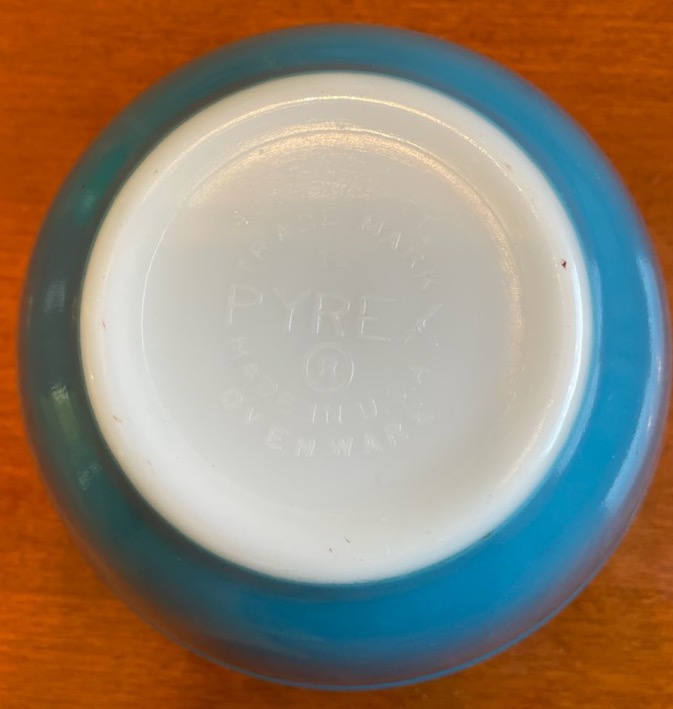 TRADE MARK
PYREX
®
MADE IN U.S.A.
OVENWARE